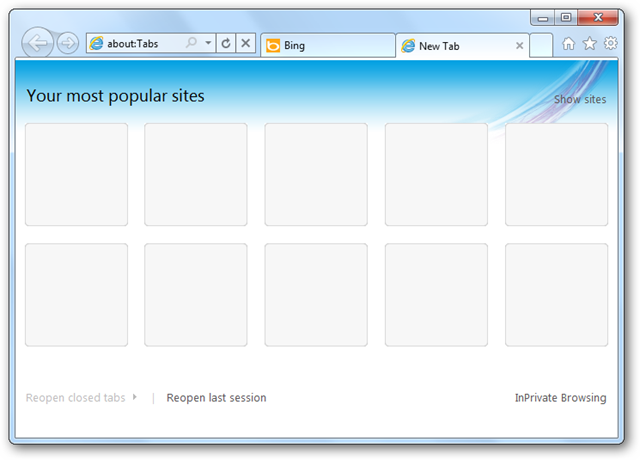 about:Tabs
Bing
New Tab
Your most popular sites
Show sites
Reopen closed tabs
Reopen last session
InPrivate Browsing